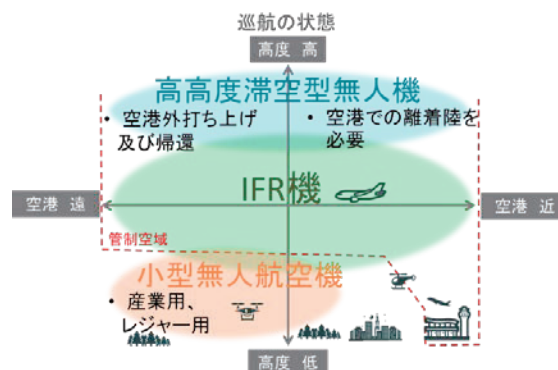 巡航の状態
高度 高
高高度滞空型無人機
• 空港外打ち上げ
及び帰還
• 空港での離着陸を
必要
IFR機
空港 遠
空港 近
管制空域
小型無人航空機
• 産業用、
レジャー用
高度 低